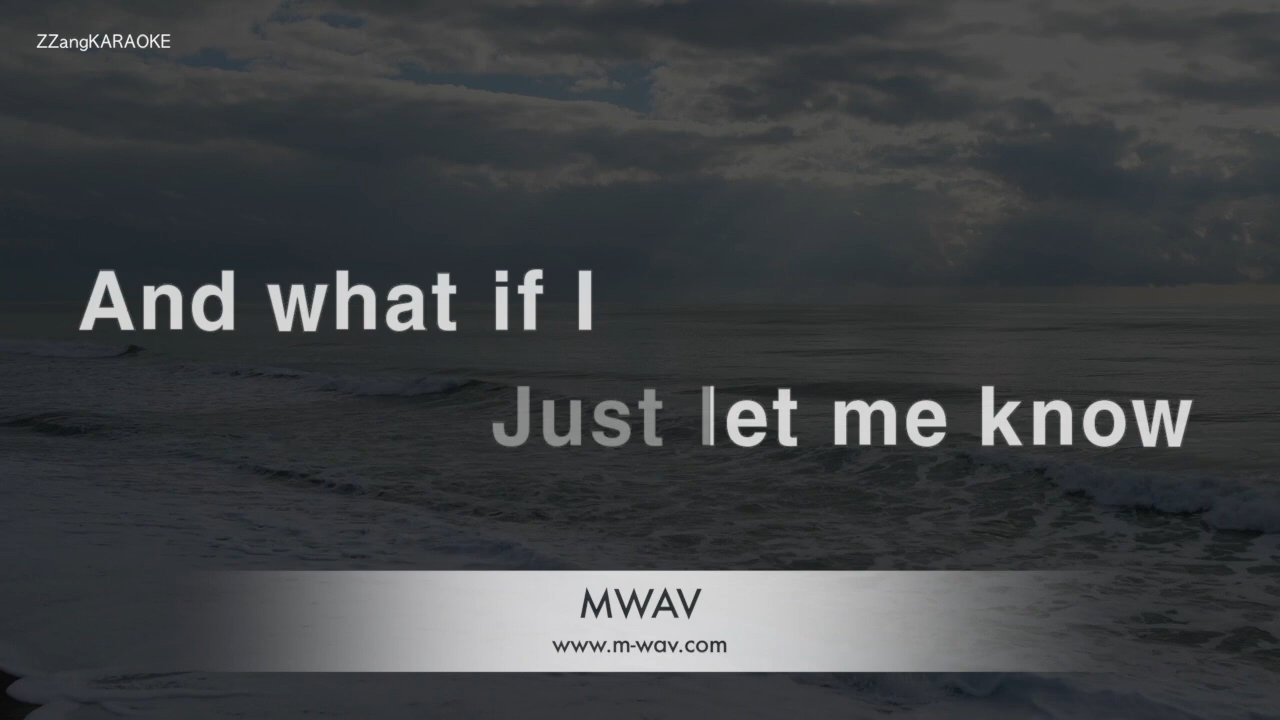 ZZangKARAOKE
And what if I
Just let me know
MWAV
www.m-wav.com